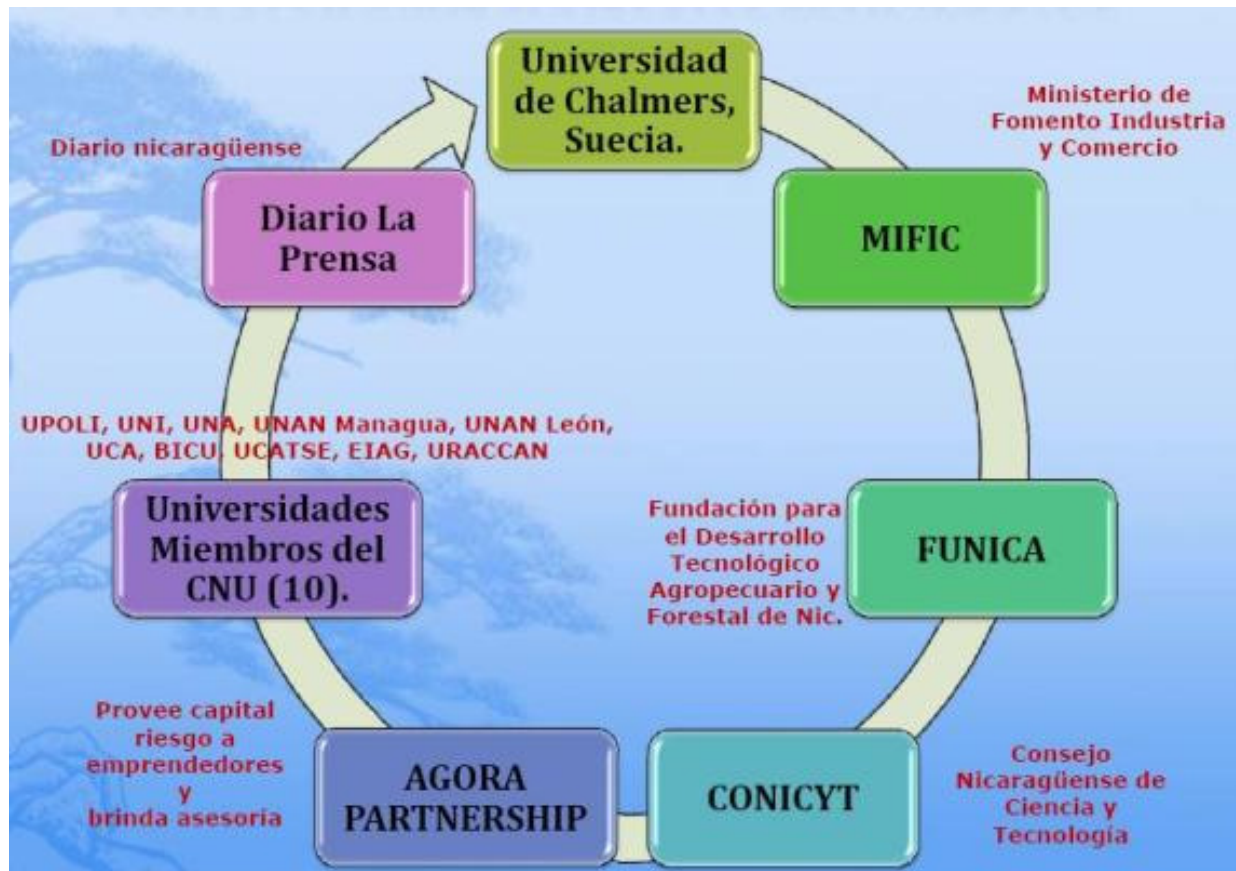 Universidad
de Chalmers,
Suecia.
Ministerio de
Fomento Industria
y Comercio
MIFIC
Fundación para
el Desarrollo
Tecnológico
Agropecuario y
Forestal de Nic.
FUNICA
Consejo
Nicaragüense de
Ciencia y
Tecnología
CONICYT
AGORA
PARTNERSHIP
Provee capital
riesgo a
emprendedores
y
brinda asesoría
Universidades
Miembros del
CNU (10).
UPOLI, UNI, UNA, UNAN Managua, UNAN León,
UCA, BICU, UCATSE, EIAG, URACCAN
Diario La
Prensa
Diario nicaragüense